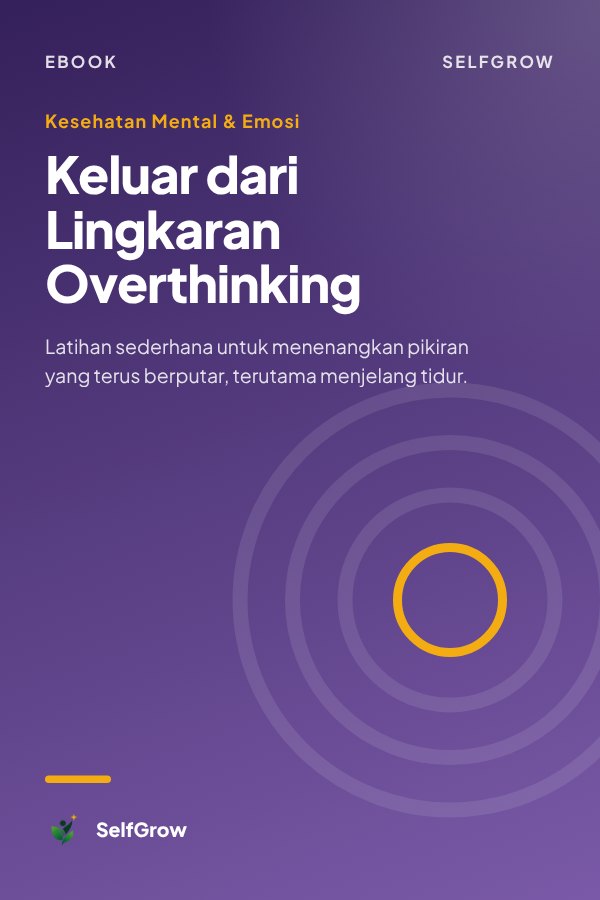 EBOOK
SELFGROW
Kesehatan Mental & Emosi
Keluar dari
Lingkaran
Overthinking
Latihan sederhana untuk menenangkan pikiran
yang terus berputar, terutama menjelang tidur.
SelfGrow